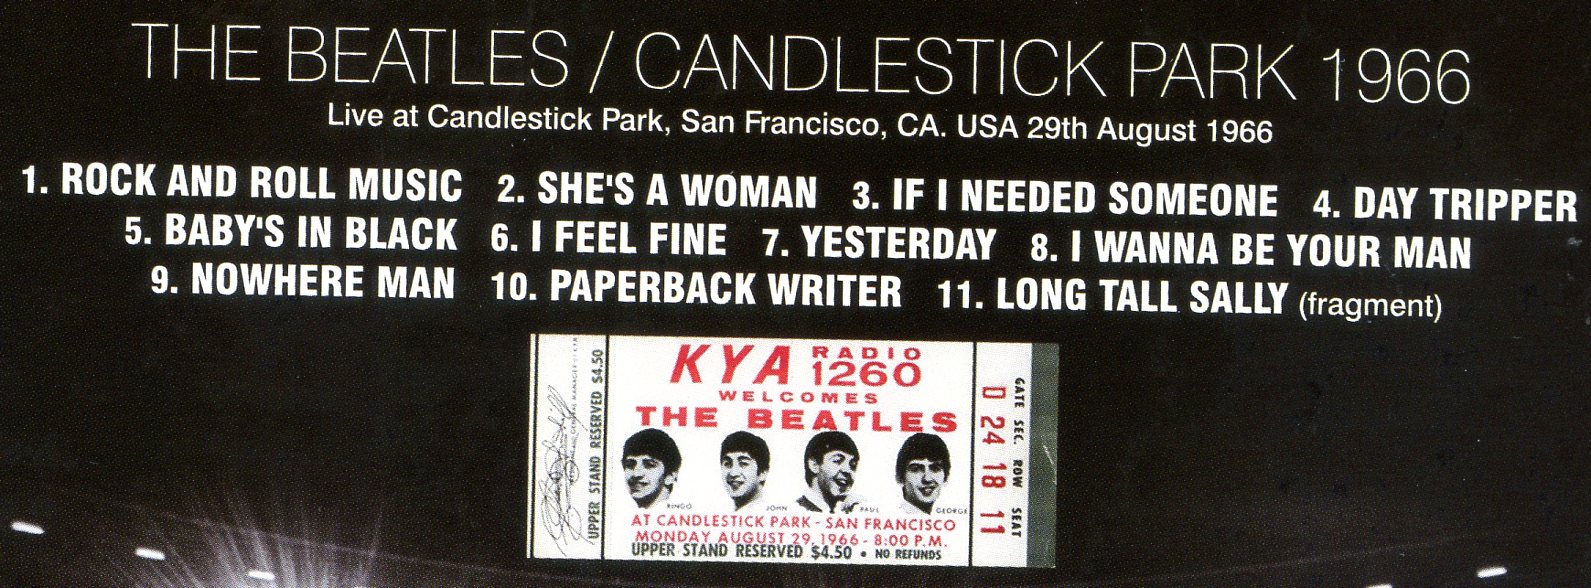 THE BEATLES / CANDLESTICK PARK 1966
Live at Candlestick Park, San Francisco, CA. USA 29th August 1966
1. ROCK AND ROLL MUSIC 2. SHE'S A WOMAN 3. IF I NEEDED SOMEONE 4. DAY TRIPPER
5. BABY'S IN BLACK 6. I FEEL FINE 7. YESTERDAY 8. I WANNA BE YOUR MAN
9. NOWHERE MAN 10. PAPERBACK WRITER 11. LONG TALL SALLY (fragment)
UPPER STAND RESERVED $4.50
KYA RADIO 1260
WELCOMES
THE BEATLES
RINGO JOHN PAUL GEORGE
AT CANDLESTICK PARK - SAN FRANCISCO
MONDAY AUGUST 29, 1966 - 8:00 P.M.
UPPER STAND RESERVED $4.50 • NO REFUNDS
GATE SEC. ROW SEAT
D 24 18 11